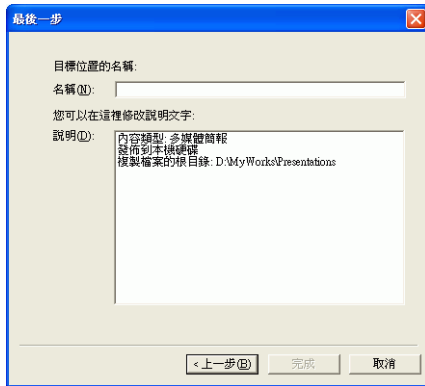 最後一步
目標位置的名稱:
名稱(N):
您可以在這裡修改說明文字:
說明(D):
內容類型: 多媒體簡報
發佈到本機硬碟
複製檔案的根目錄: D:\MyWorks\Presentations
<上一步(B)
完成
取消